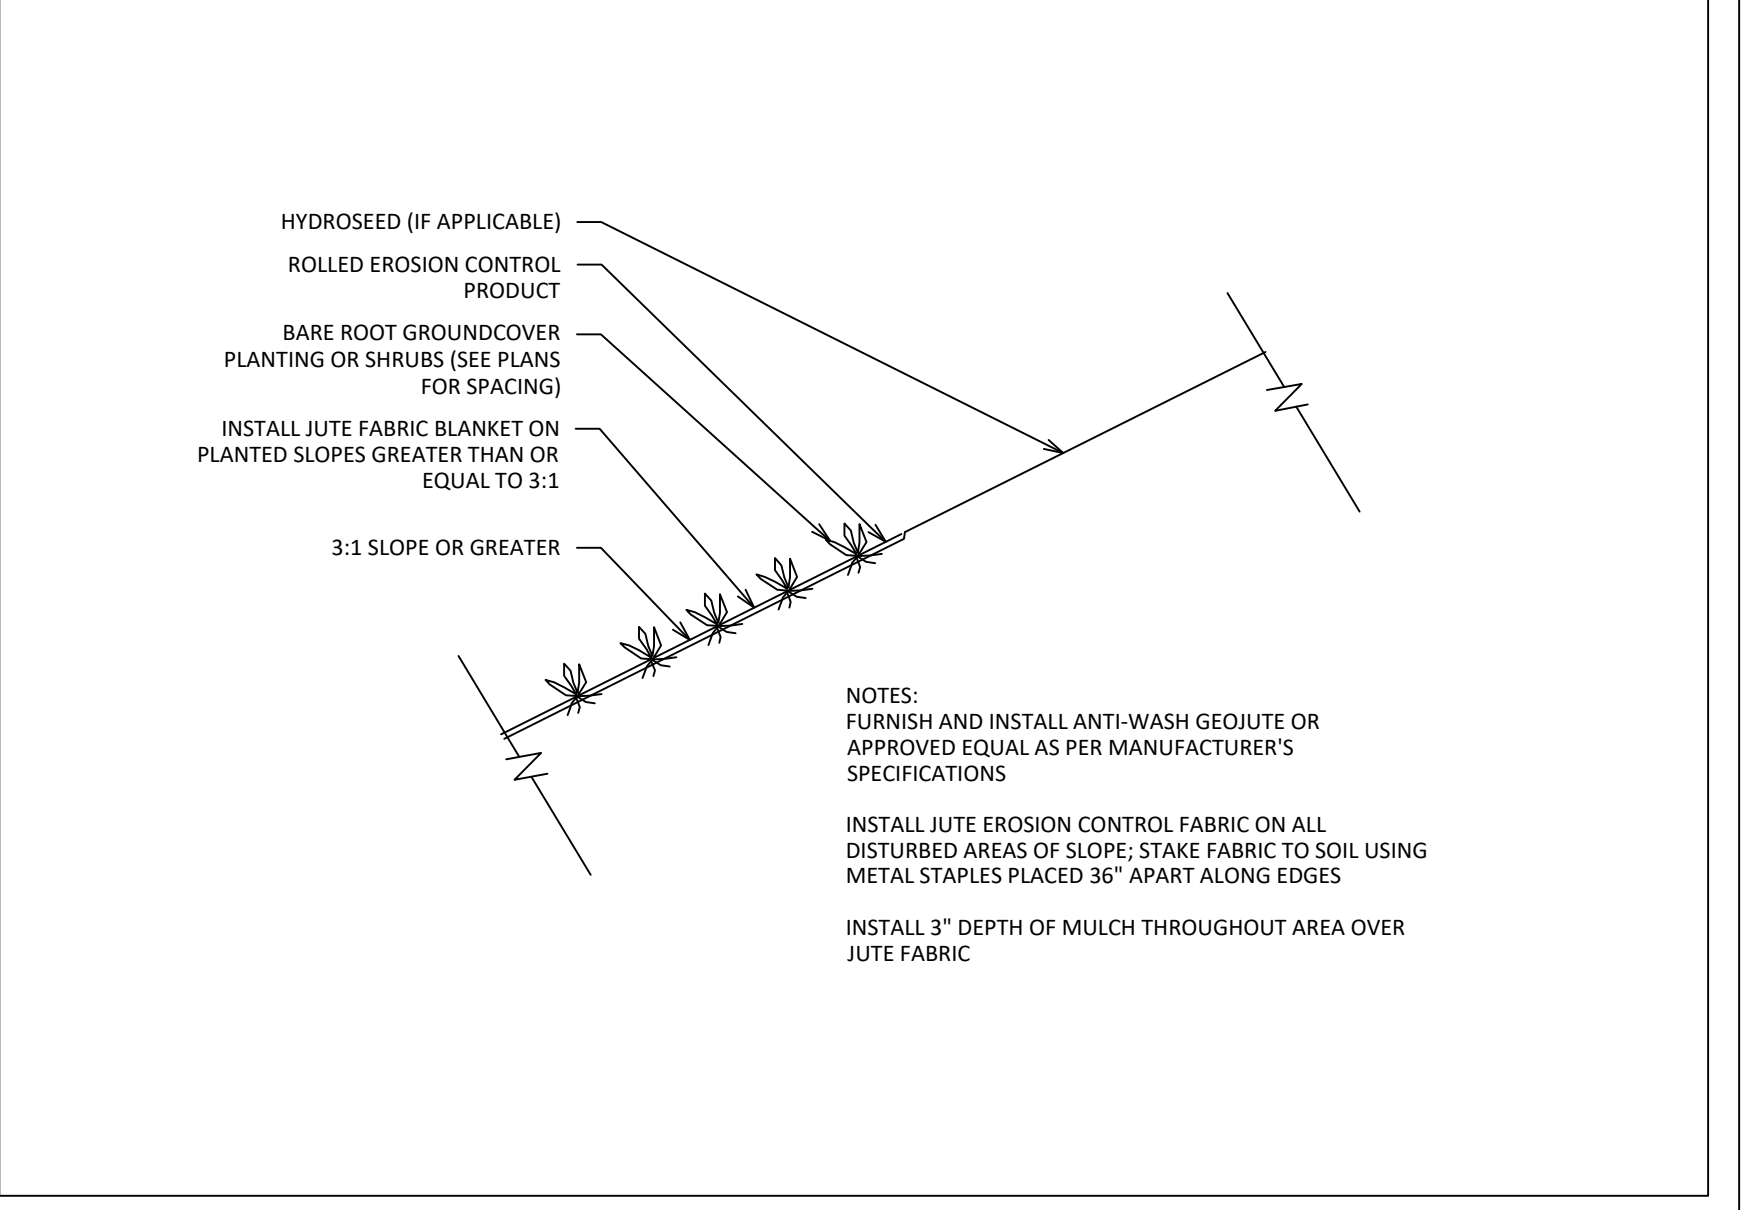 HYDROSEED (IF APPLICABLE)
ROLLED EROSION CONTROL
PRODUCT
BARE ROOT GROUNDCOVER
PLANTING OR SHRUBS (SEE PLANS
FOR SPACING)
INSTALL JUTE FABRIC BLANKET ON
PLANTED SLOPES GREATER THAN OR
EQUAL TO 3:1
3:1 SLOPE OR GREATER
NOTES:
FURNISH AND INSTALL ANTI-WASH GEOJUTE OR
APPROVED EQUAL AS PER MANUFACTURER'S
SPECIFICATIONS
INSTALL JUTE EROSION CONTROL FABRIC ON ALL
DISTURBED AREAS OF SLOPE; STAKE FABRIC TO SOIL USING
METAL STAPLES PLACED 36" APART ALONG EDGES
INSTALL 3" DEPTH OF MULCH THROUGHOUT AREA OVER
JUTE FABRIC